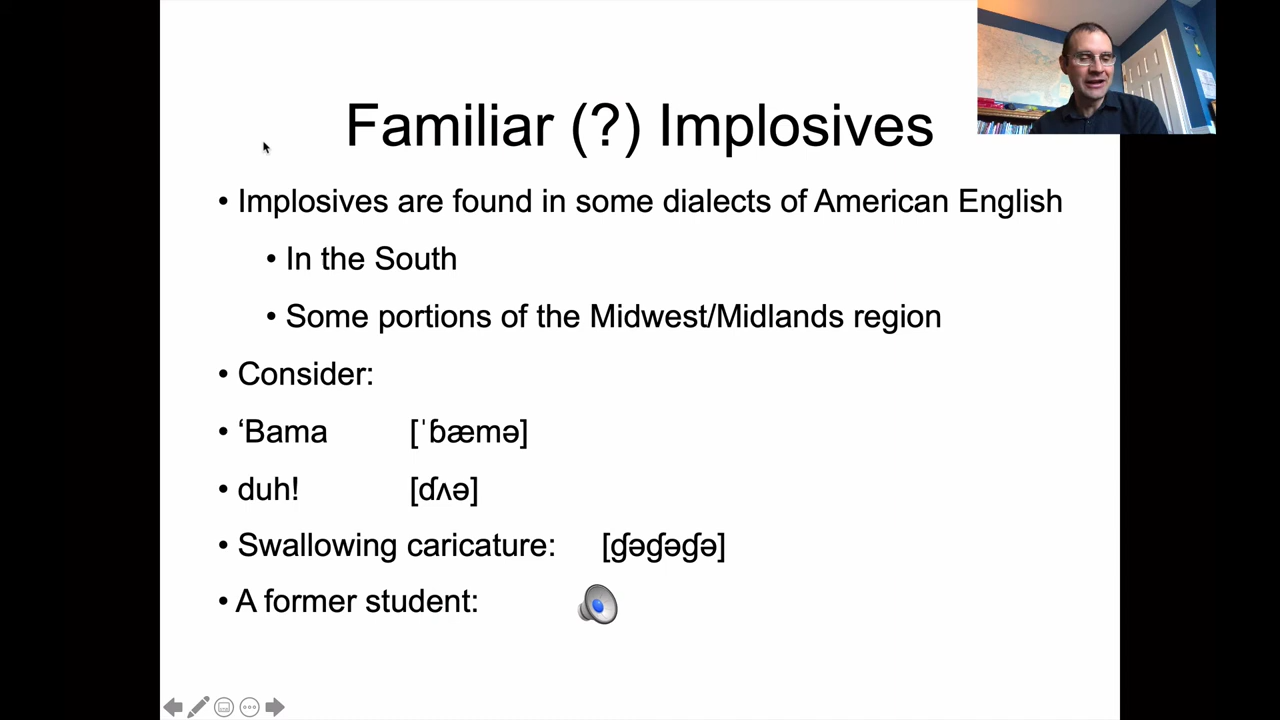 Familiar (?) Implosives
• Implosives are found in some dialects of American English
• In the South
• Some portions of the Midwest/Midlands region
• Consider:
• ‘Bama [ˈɓæmə]
• duh! [ɗʌə]
• Swallowing caricature: [ɠəɠəɠə]
• A former student: